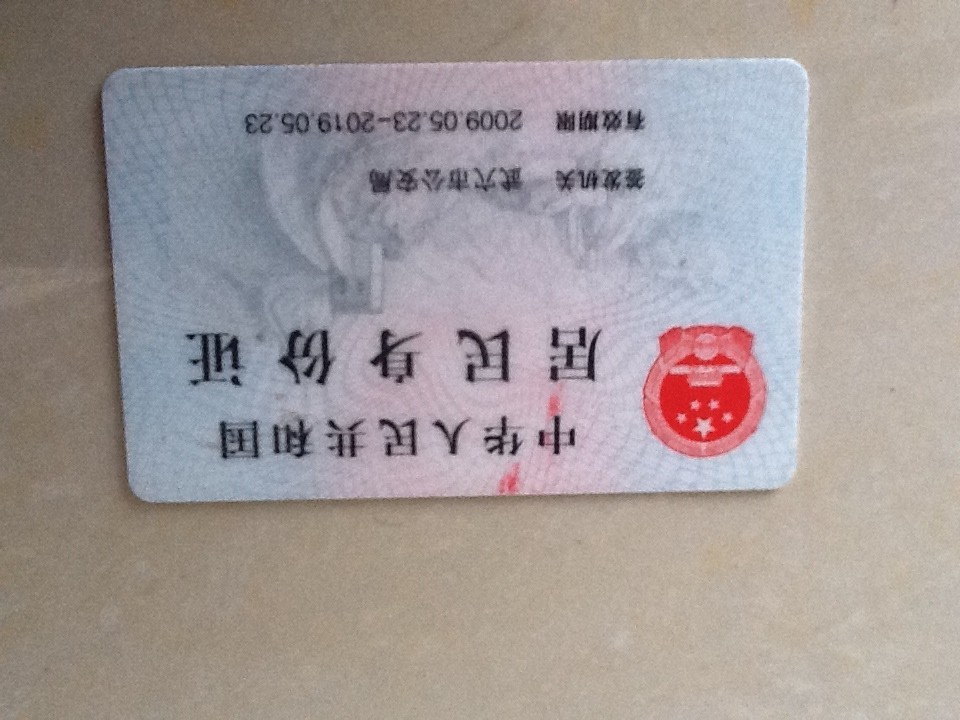 中华人民共和国
居民身份证
签发机关 武穴市公安局
有效期限 2009.05.23-2019.05.23